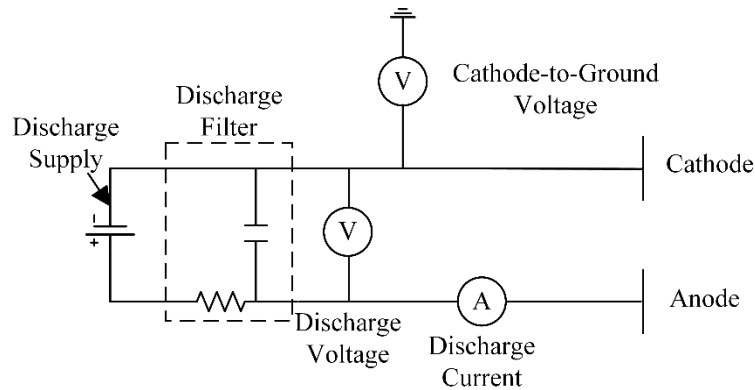 V
Cathode-to-Ground
Voltage
Discharge
Filter
Discharge
Supply
-
+
Cathode
V
A
Anode
Discharge
Voltage
Discharge
Current